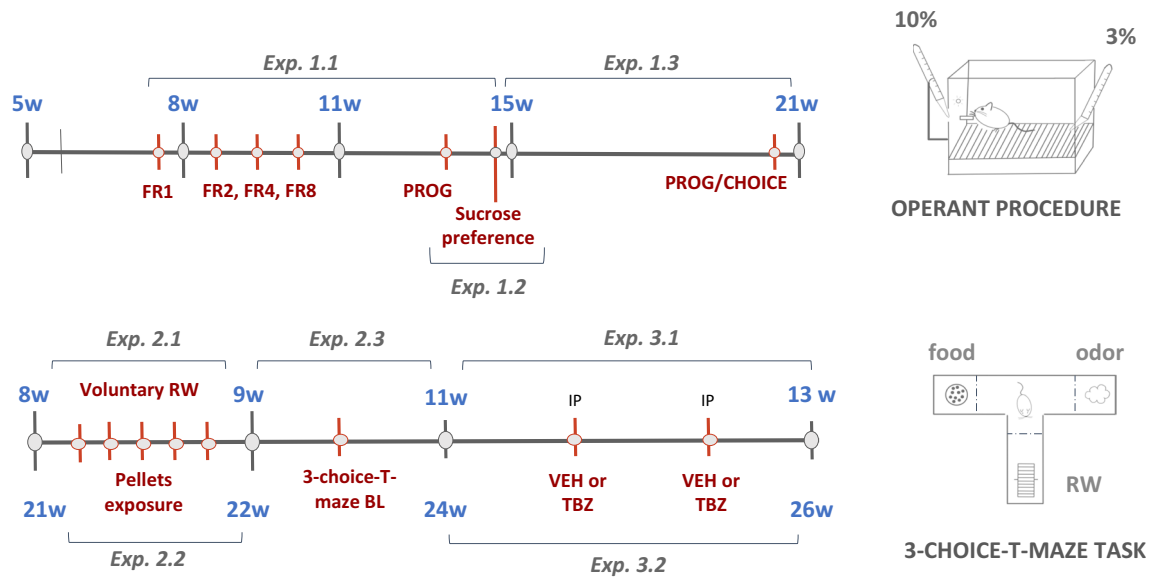 Exp. 1.1 Exp. 1.3
10% 3%
5w 8w 11w 15w 21w
FR1 FR2, FR4, FR8 PROG PROG/CHOICE
Sucrose
preference
Exp. 1.2
OPERANT PROCEDURE
Exp. 2.1 Exp. 2.3 Exp. 3.1
8w Voluntary RW 9w 11w 13 w
IP IP
Pellets
exposure
3-choice-T-
maze BL
VEH or
TBZ
VEH or
TBZ
21w 22w 24w 26w
Exp. 2.2 Exp. 3.2
food odor
RW
3-CHOICE-T-MAZE TASK